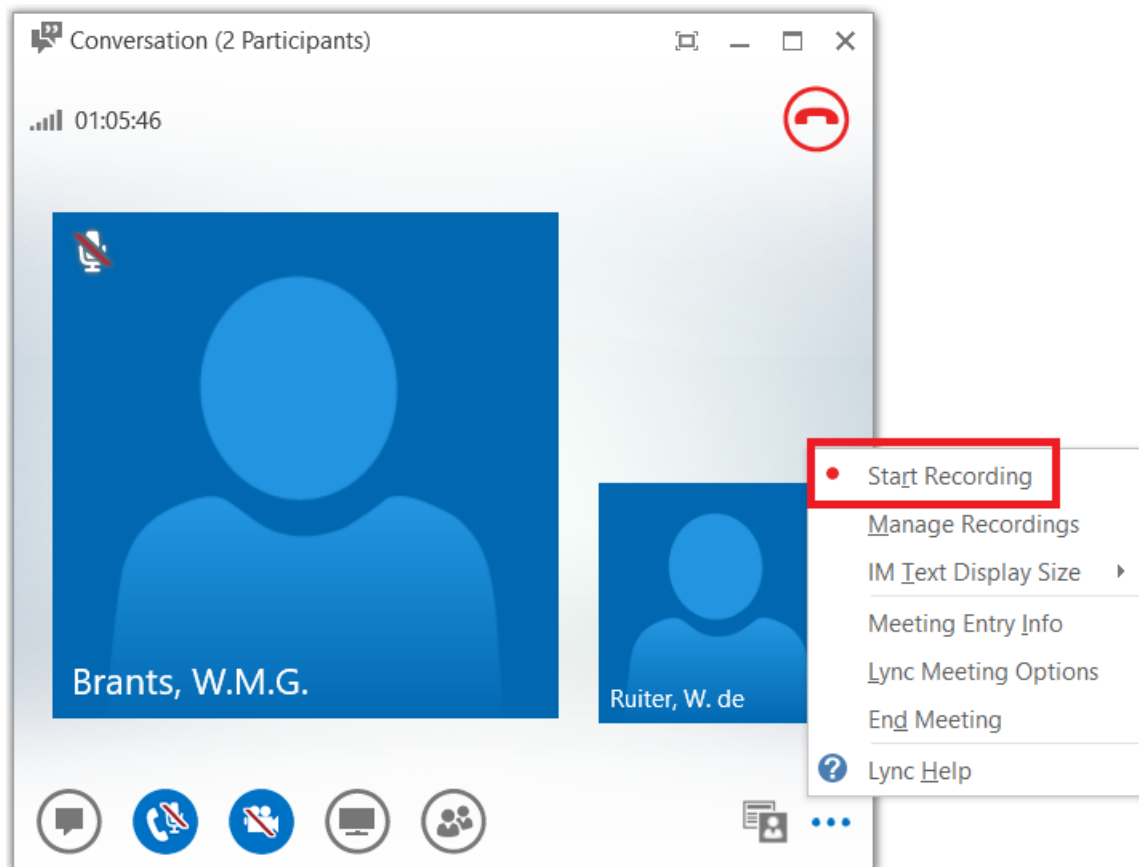 Conversation (2 Participants)
01:05:46
Brants, W.M.G.
Ruiter, W. de
Start Recording
Manage Recordings
IM Text Display Size
Meeting Entry Info
Lync Meeting Options
End Meeting
? Lync Help